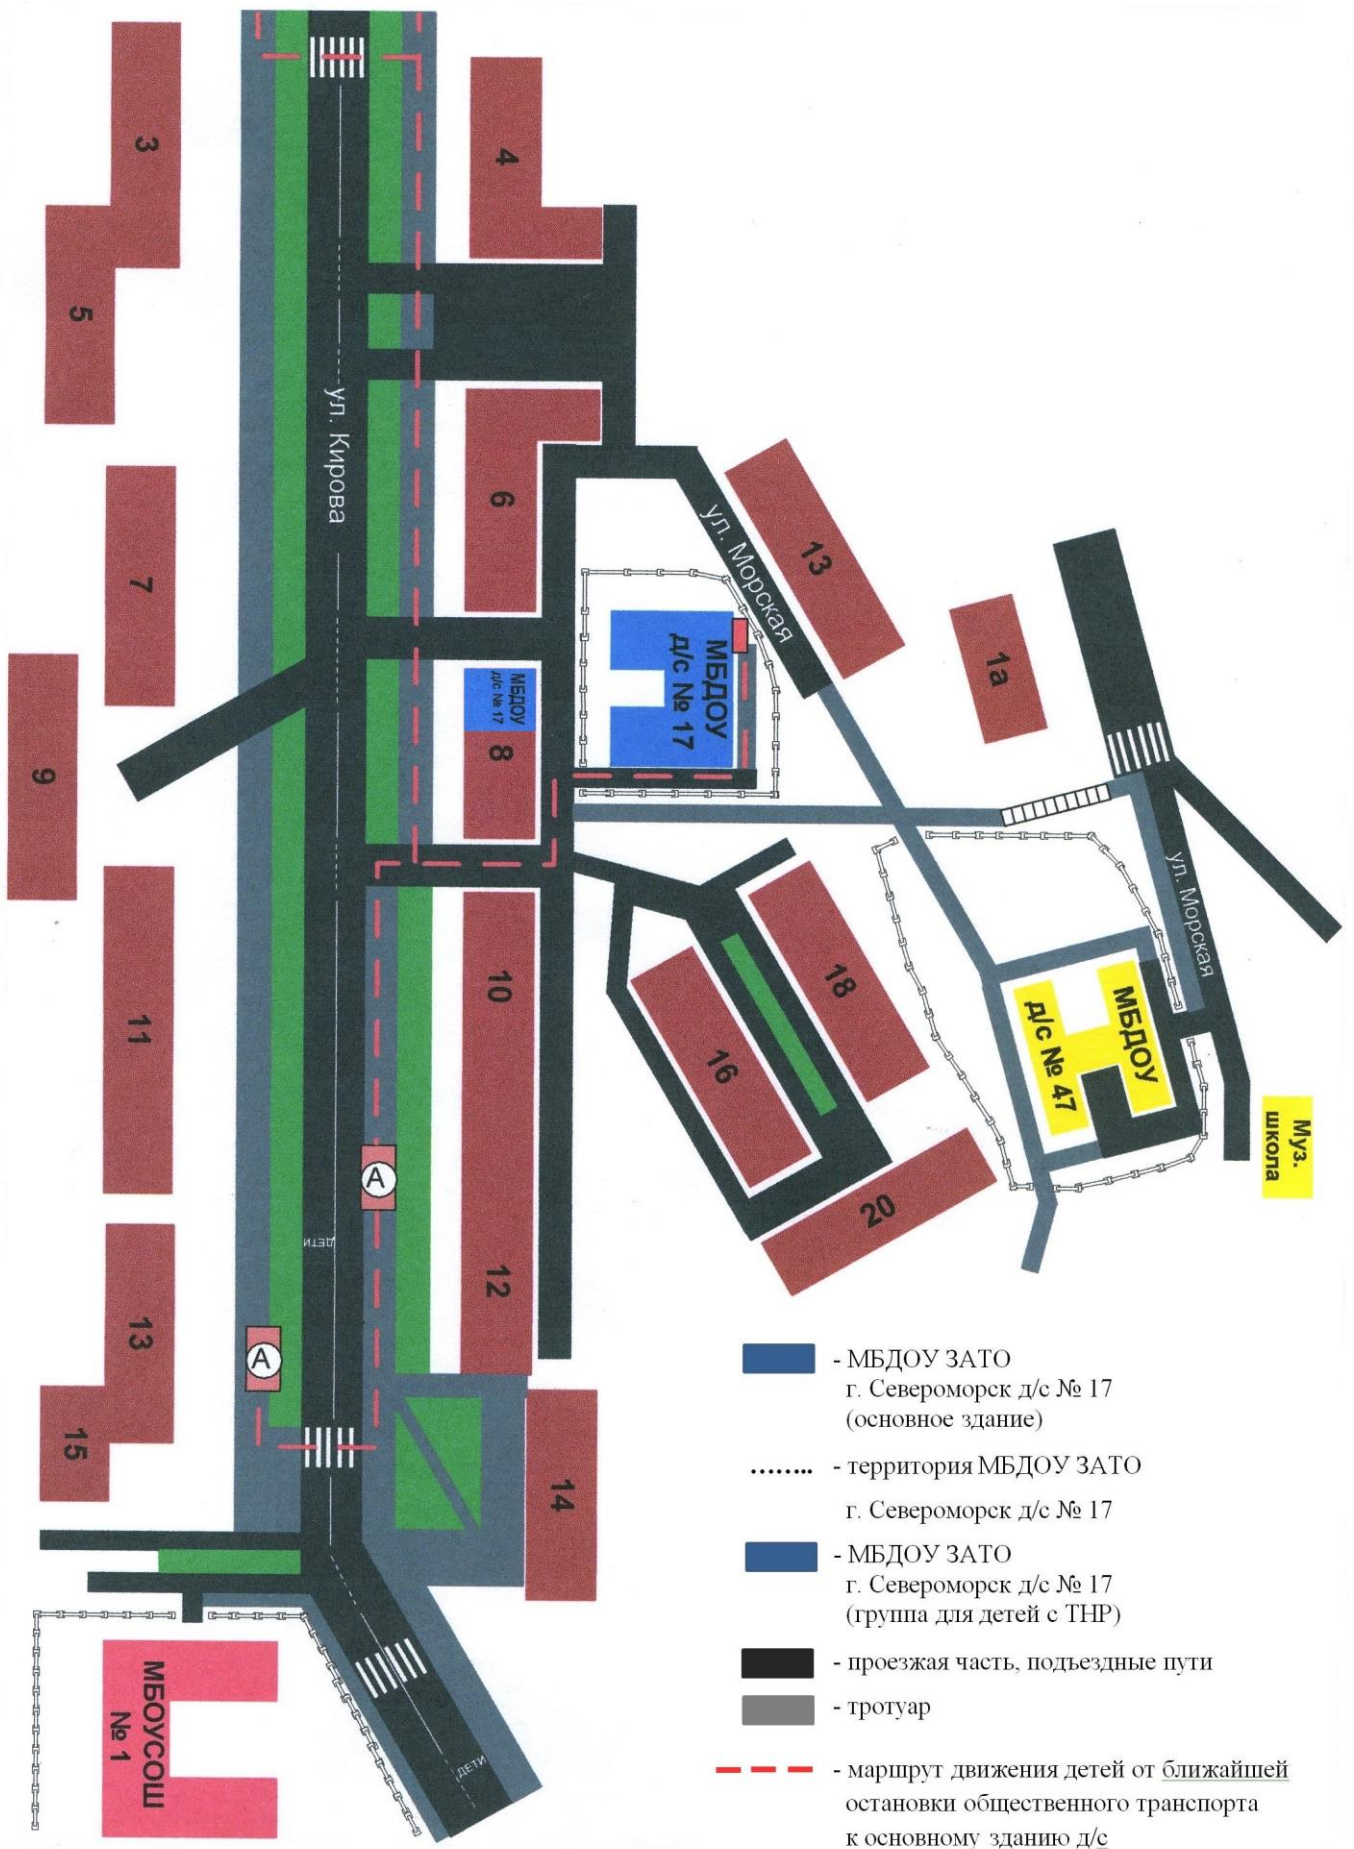 3
4
5
ул. Кирова
6
7
ул. Морская
13
1а
МБДОУ
д/с № 17
МБДОУ
д/с № 17
8
9
ул. Морская
10
11
18
16
МБДОУ
д/с № 47
Муз.
школа
А
20
ДЕТИ
12
13
А
15
14
МБОУСОШ
№ 1
ДЕТИ
- МБДОУ ЗАТО
г. Североморск д/с № 17
(основное здание)
- территория МБДОУ ЗАТО
г. Североморск д/с № 17
- МБДОУ ЗАТО
г. Североморск д/с № 17
(группа для детей с ТНР)
- проезжая часть, подъездные пути
- тротуар
- маршрут движения детей от ближайшей
остановки общественного транспорта
к основному зданию д/с